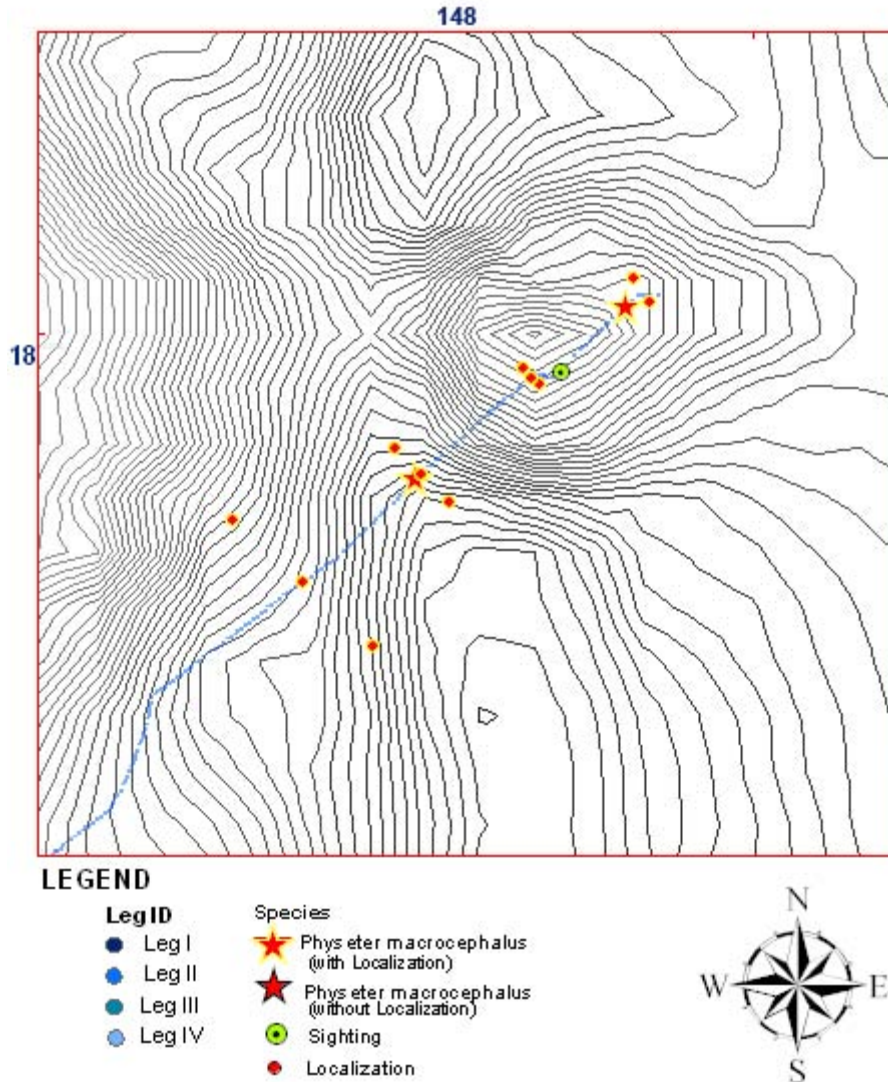 148
18
LEGEND
Leg ID
Leg I
Leg II
Leg III
Leg IV
Species
Physeter macrocephalus
(with Localization)
Physeter macrocephalus
(without Localization)
Sighting
Localization
N
W
E
S